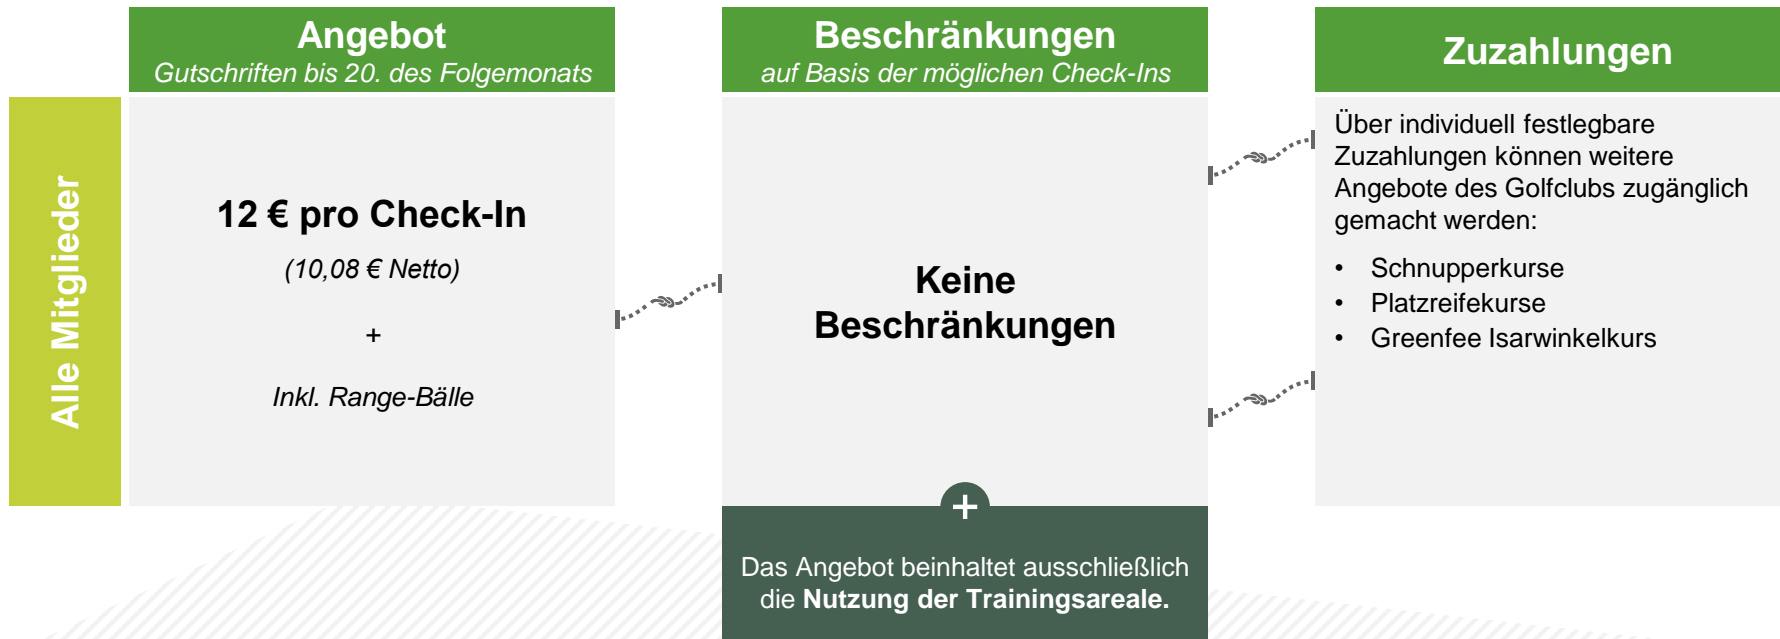 Angebot
Gutschriften bis 20. des Folgemonats
Beschränkungen
auf Basis der möglichen Check-Ins
Zuzahlungen
Alle Mitglieder
12 € pro Check-In
(10,08 € Netto)
+
Inkl. Range-Bälle
Keine
Beschränkungen
+
Das Angebot beinhaltet ausschließlich
die Nutzung der Trainingsareale.
Über individuell festlegbare
Zuzahlungen können weitere
Angebote des Golfclubs zugänglich
gemacht werden:
• Schnupperkurse
• Platzreifekurse
• Greenfee Isarwinkelkurs